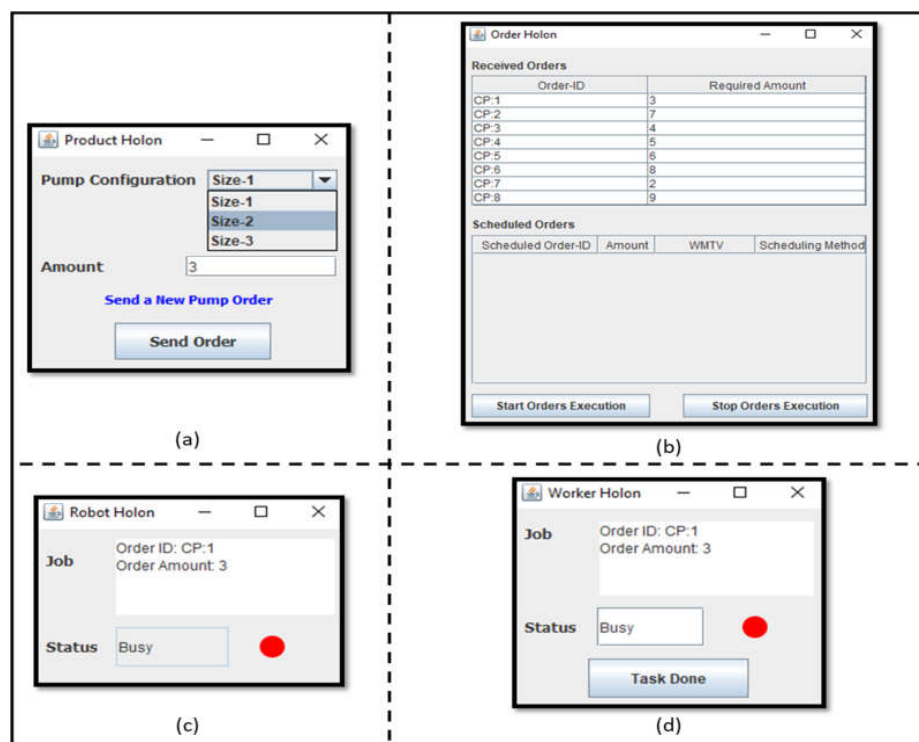 Product Holon
Pump Configuration Size-1
Size-1
Size-2
Size-3
Amount 3
Send a New Pump Order
Send Order
(a)
Order Holon
Received Orders
Order-ID Required Amount
CP:1 3
CP:2 7
CP:3 4
CP:4 5
CP:5 6
CP:6 8
CP:7 2
CP:8 9
Scheduled Orders
Scheduled Order-ID Amount WMTV Scheduling Method
Start Orders Execution Stop Orders Execution
(b)
Robot Holon
Job Order ID: CP:1
Order Amount: 3
Status Busy
(c)
Worker Holon
Job Order ID: CP:1
Order Amount: 3
Status Busy
Task Done
(d)